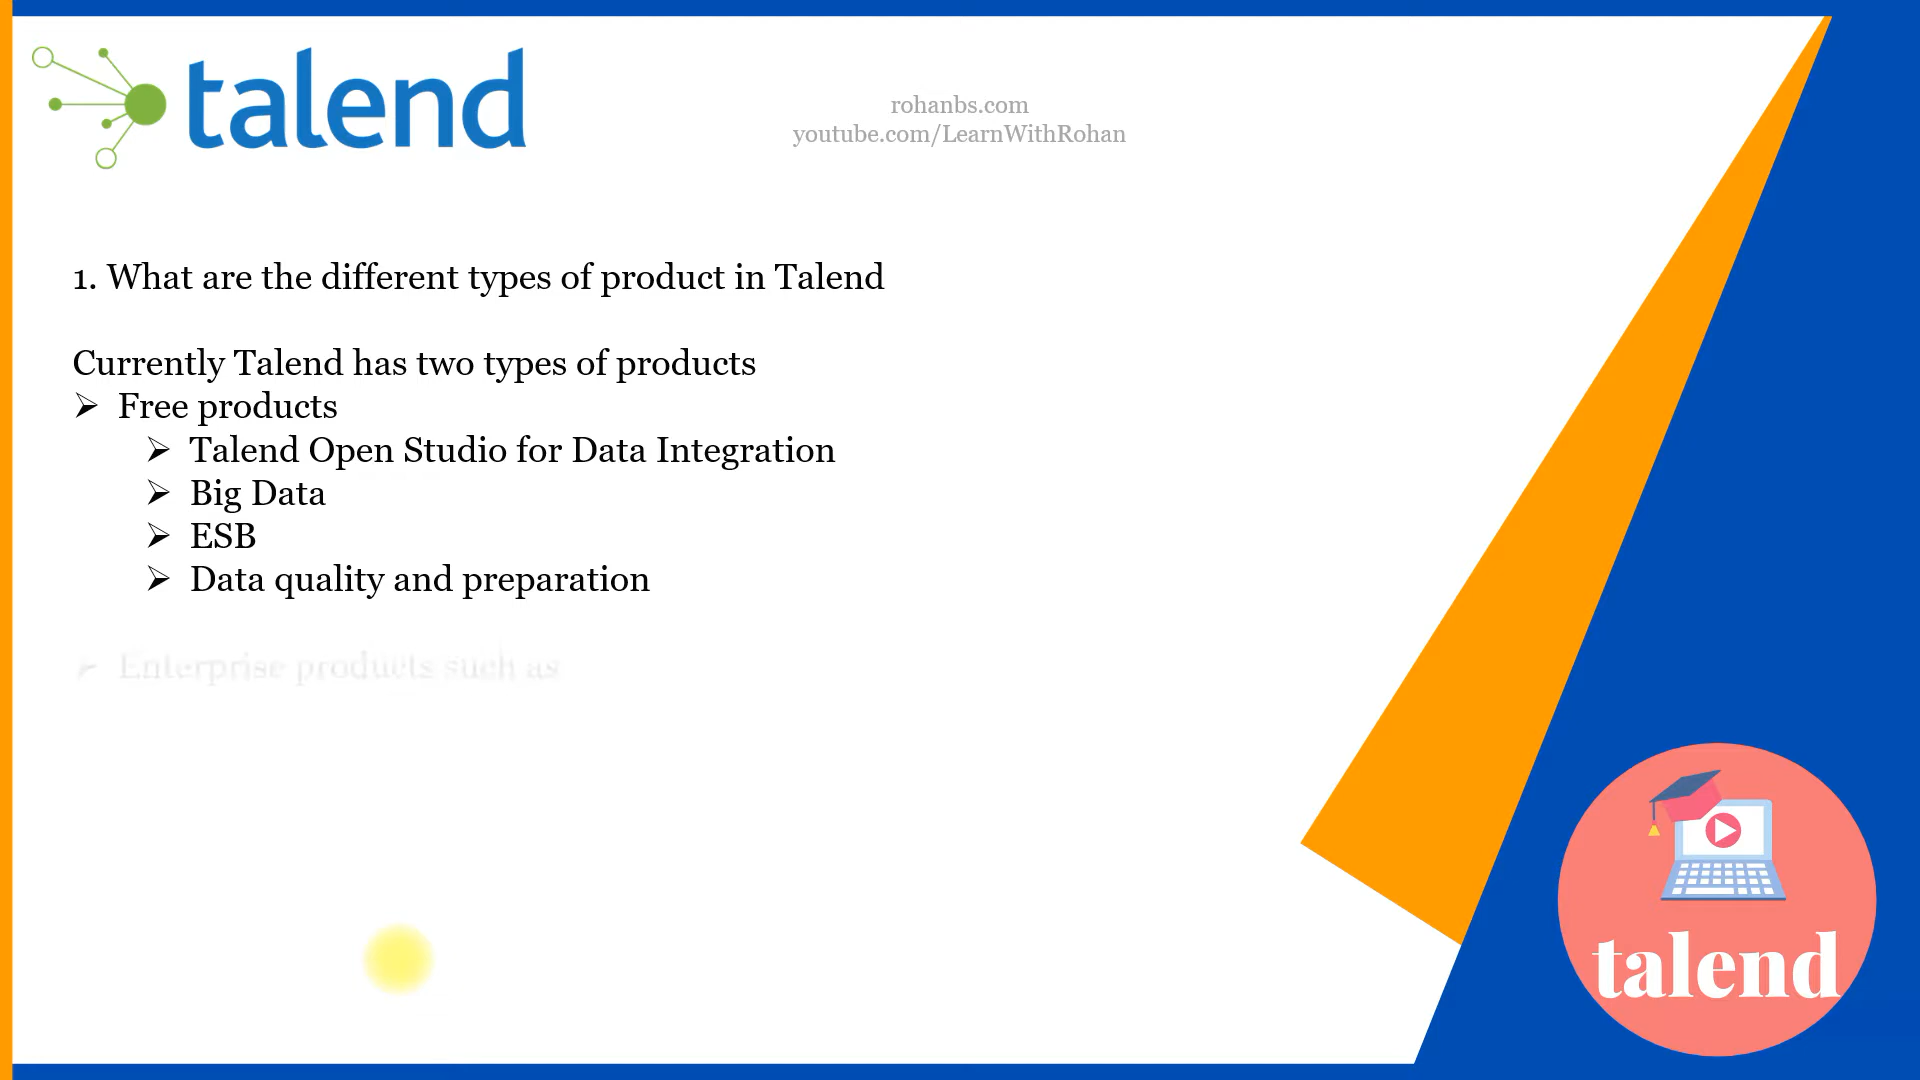 talend
rohanbs.com
youtube.com/LearnWithRohan
1. What are the different types of product in Talend
Currently Talend has two types of products
➢ Free products
➢ Talend Open Studio for Data Integration
➢ Big Data
➢ ESB
➢ Data quality and preparation
➢ Enterprise products such as
talend